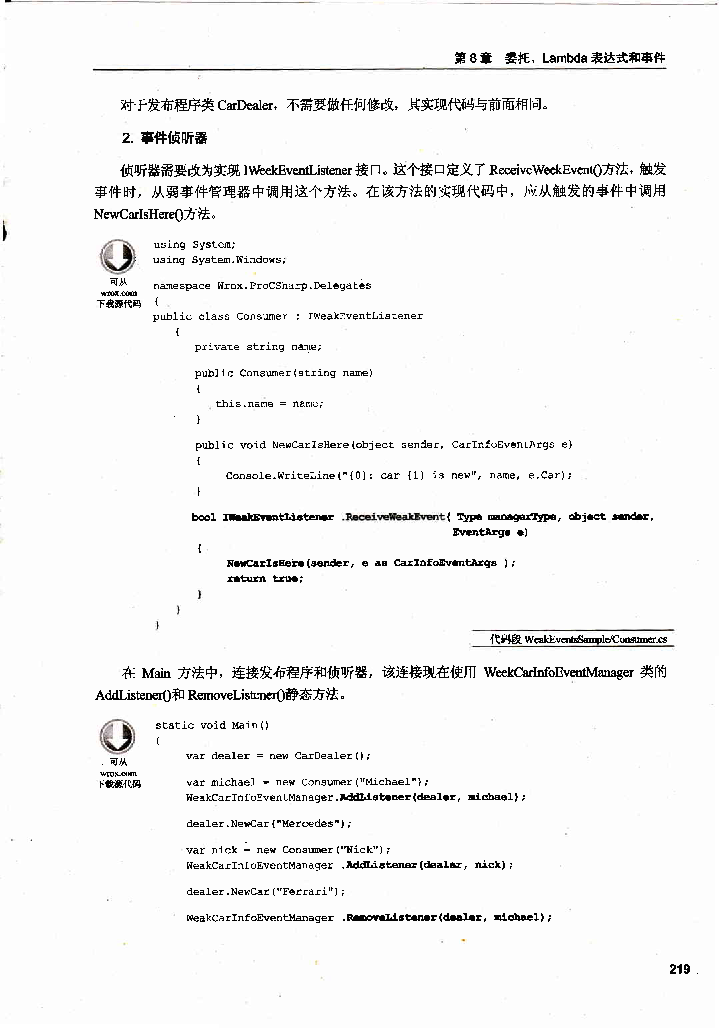 第 8 章 委托、Lambda 表达式和事件
对于发布程序类 CarDealer，不需要做任何修改，其实现代码与前面相同。
2. 事件侦听器
侦听器需要改为实现 IWeekEventListener 接口。这个接口定义了 ReceiveWeekEvent()方法，触发
事件时，从弱事件管理器中调用这个方法。在该方法的实现代码中，应从触发的事件中调用
NewCarIsHere()方法。
可从
wrox.com
下载源代码
using System;
using System.Windows;
namespace Wrox.ProCSharp.Delegates
{
public class Consumer : IWeakEventListener
{
private string name;
public Consumer(string name)
{
this.name = name;
}
public void NewCarIsHere(object sender, CarInfoEventArgs e)
{
Console.WriteLine("{0}: car {1} is new", name, e.Car);
}
bool IWeakEventListener .ReceiveWeakEvent( Type managerType, object sender,
EventArgs e)
{
NewCarIsHere(sender, e as CarInfoEventArgs );
return true;
}
}
}
代码段 WeakEventsSample/Consumer.cs
在 Main 方法中，连接发布程序和侦听器，该连接现在使用 WeekCarInfoEventManager 类的
AddListener()和 RemoveListener()静态方法。
可从
wrox.com
下载源代码
static void Main()
{
var dealer = new CarDealer();
var michael = new Consumer("Michael");
WeakCarInfoEventManager.AddListener(dealer, michael);
dealer.NewCar("Mercedes");
var nick = new Consumer("Nick");
WeakCarInfoEventManager .AddListener(dealer, nick);
dealer.NewCar("Ferrari");
WeakCarInfoEventManager .RemoveListener(dealer, michael);
219